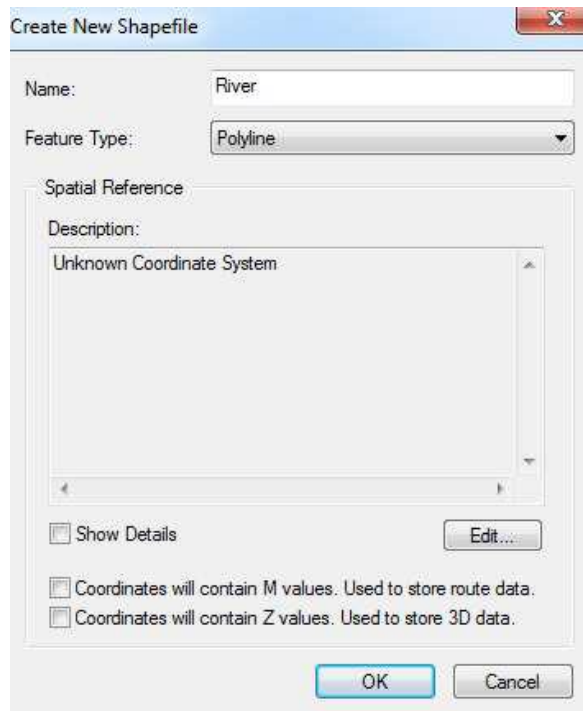 Create New Shapefile
Name: River
Feature Type: Polyline
Spatial Reference
Description:
Unknown Coordinate System
Show Details
Edit...
Coordinates will contain M values. Used to store route data.
Coordinates will contain Z values. Used to store 3D data.
OK Cancel